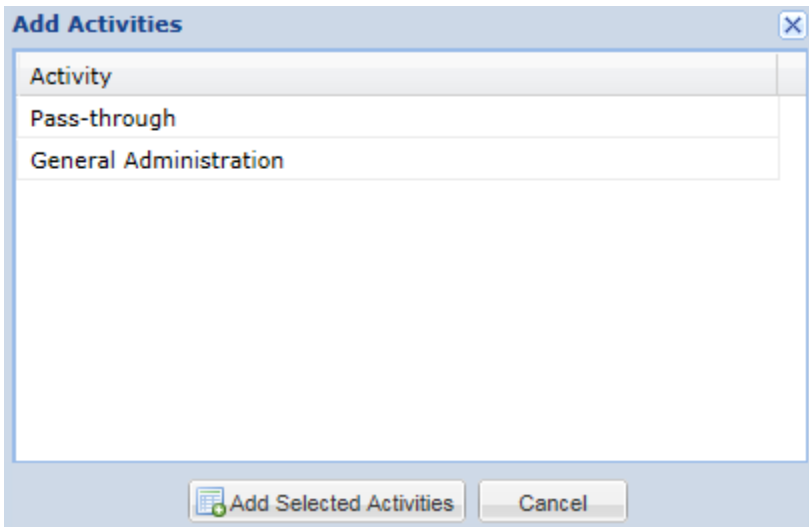 Add Activities
Activity
Pass-through
General Administration
Add Selected Activities
Cancel